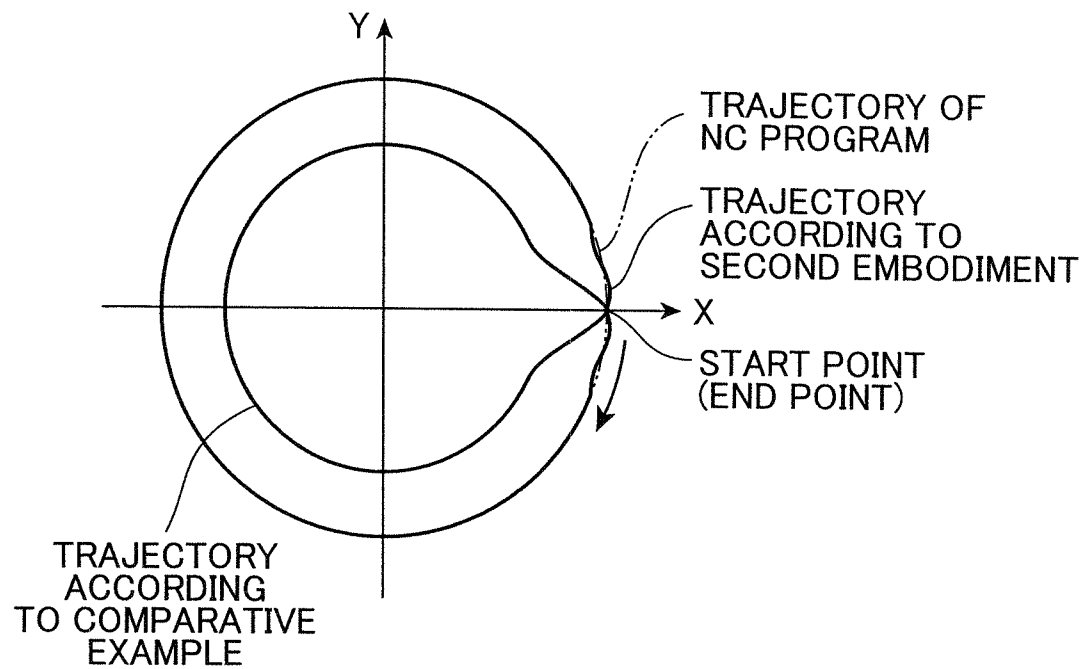 Y
TRAJECTORY OF
NC PROGRAM
TRAJECTORY
ACCORDING TO
SECOND EMBODIMENT
X
START POINT
(END POINT)
TRAJECTORY
ACCORDING
TO COMPARATIVE
EXAMPLE